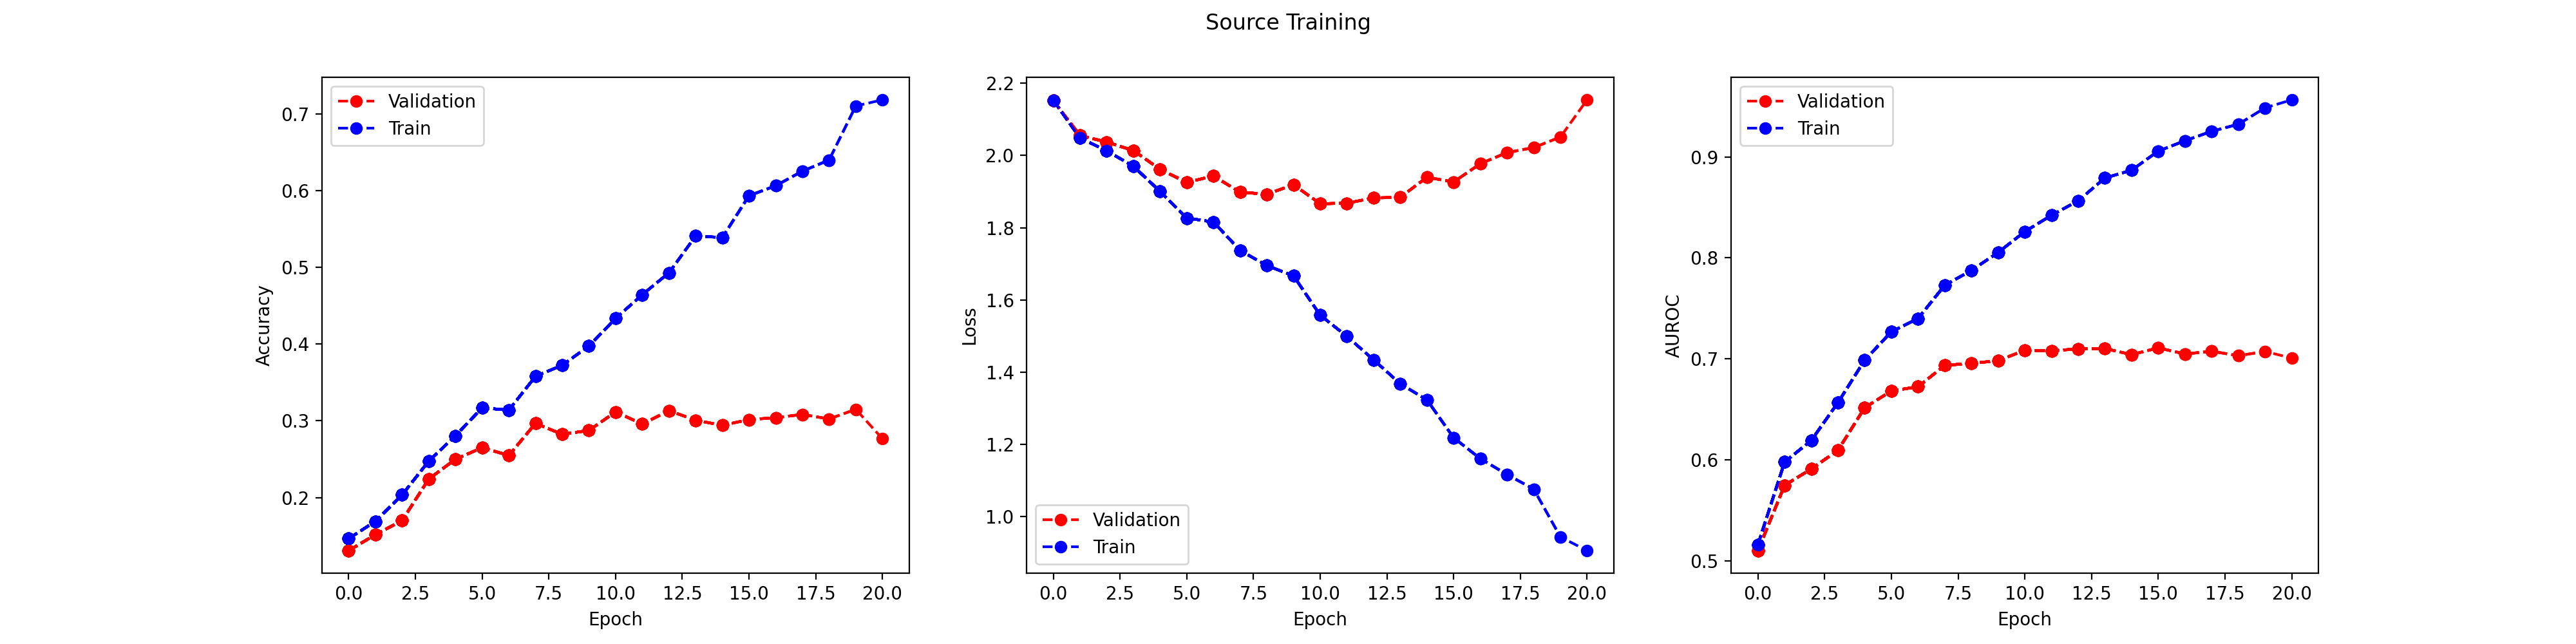 Source Training
Accuracy
0.7
0.6
0.5
0.4
0.3
0.2
Validation
Train
0.0 2.5 5.0 7.5 10.0 12.5 15.0 17.5 20.0
Epoch
Loss
2.2
2.0
1.8
1.6
1.4
1.2
1.0
Validation
Train
0.0 2.5 5.0 7.5 10.0 12.5 15.0 17.5 20.0
Epoch
AUROC
0.9
0.8
0.7
0.6
0.5
Validation
Train
0.0 2.5 5.0 7.5 10.0 12.5 15.0 17.5 20.0
Epoch